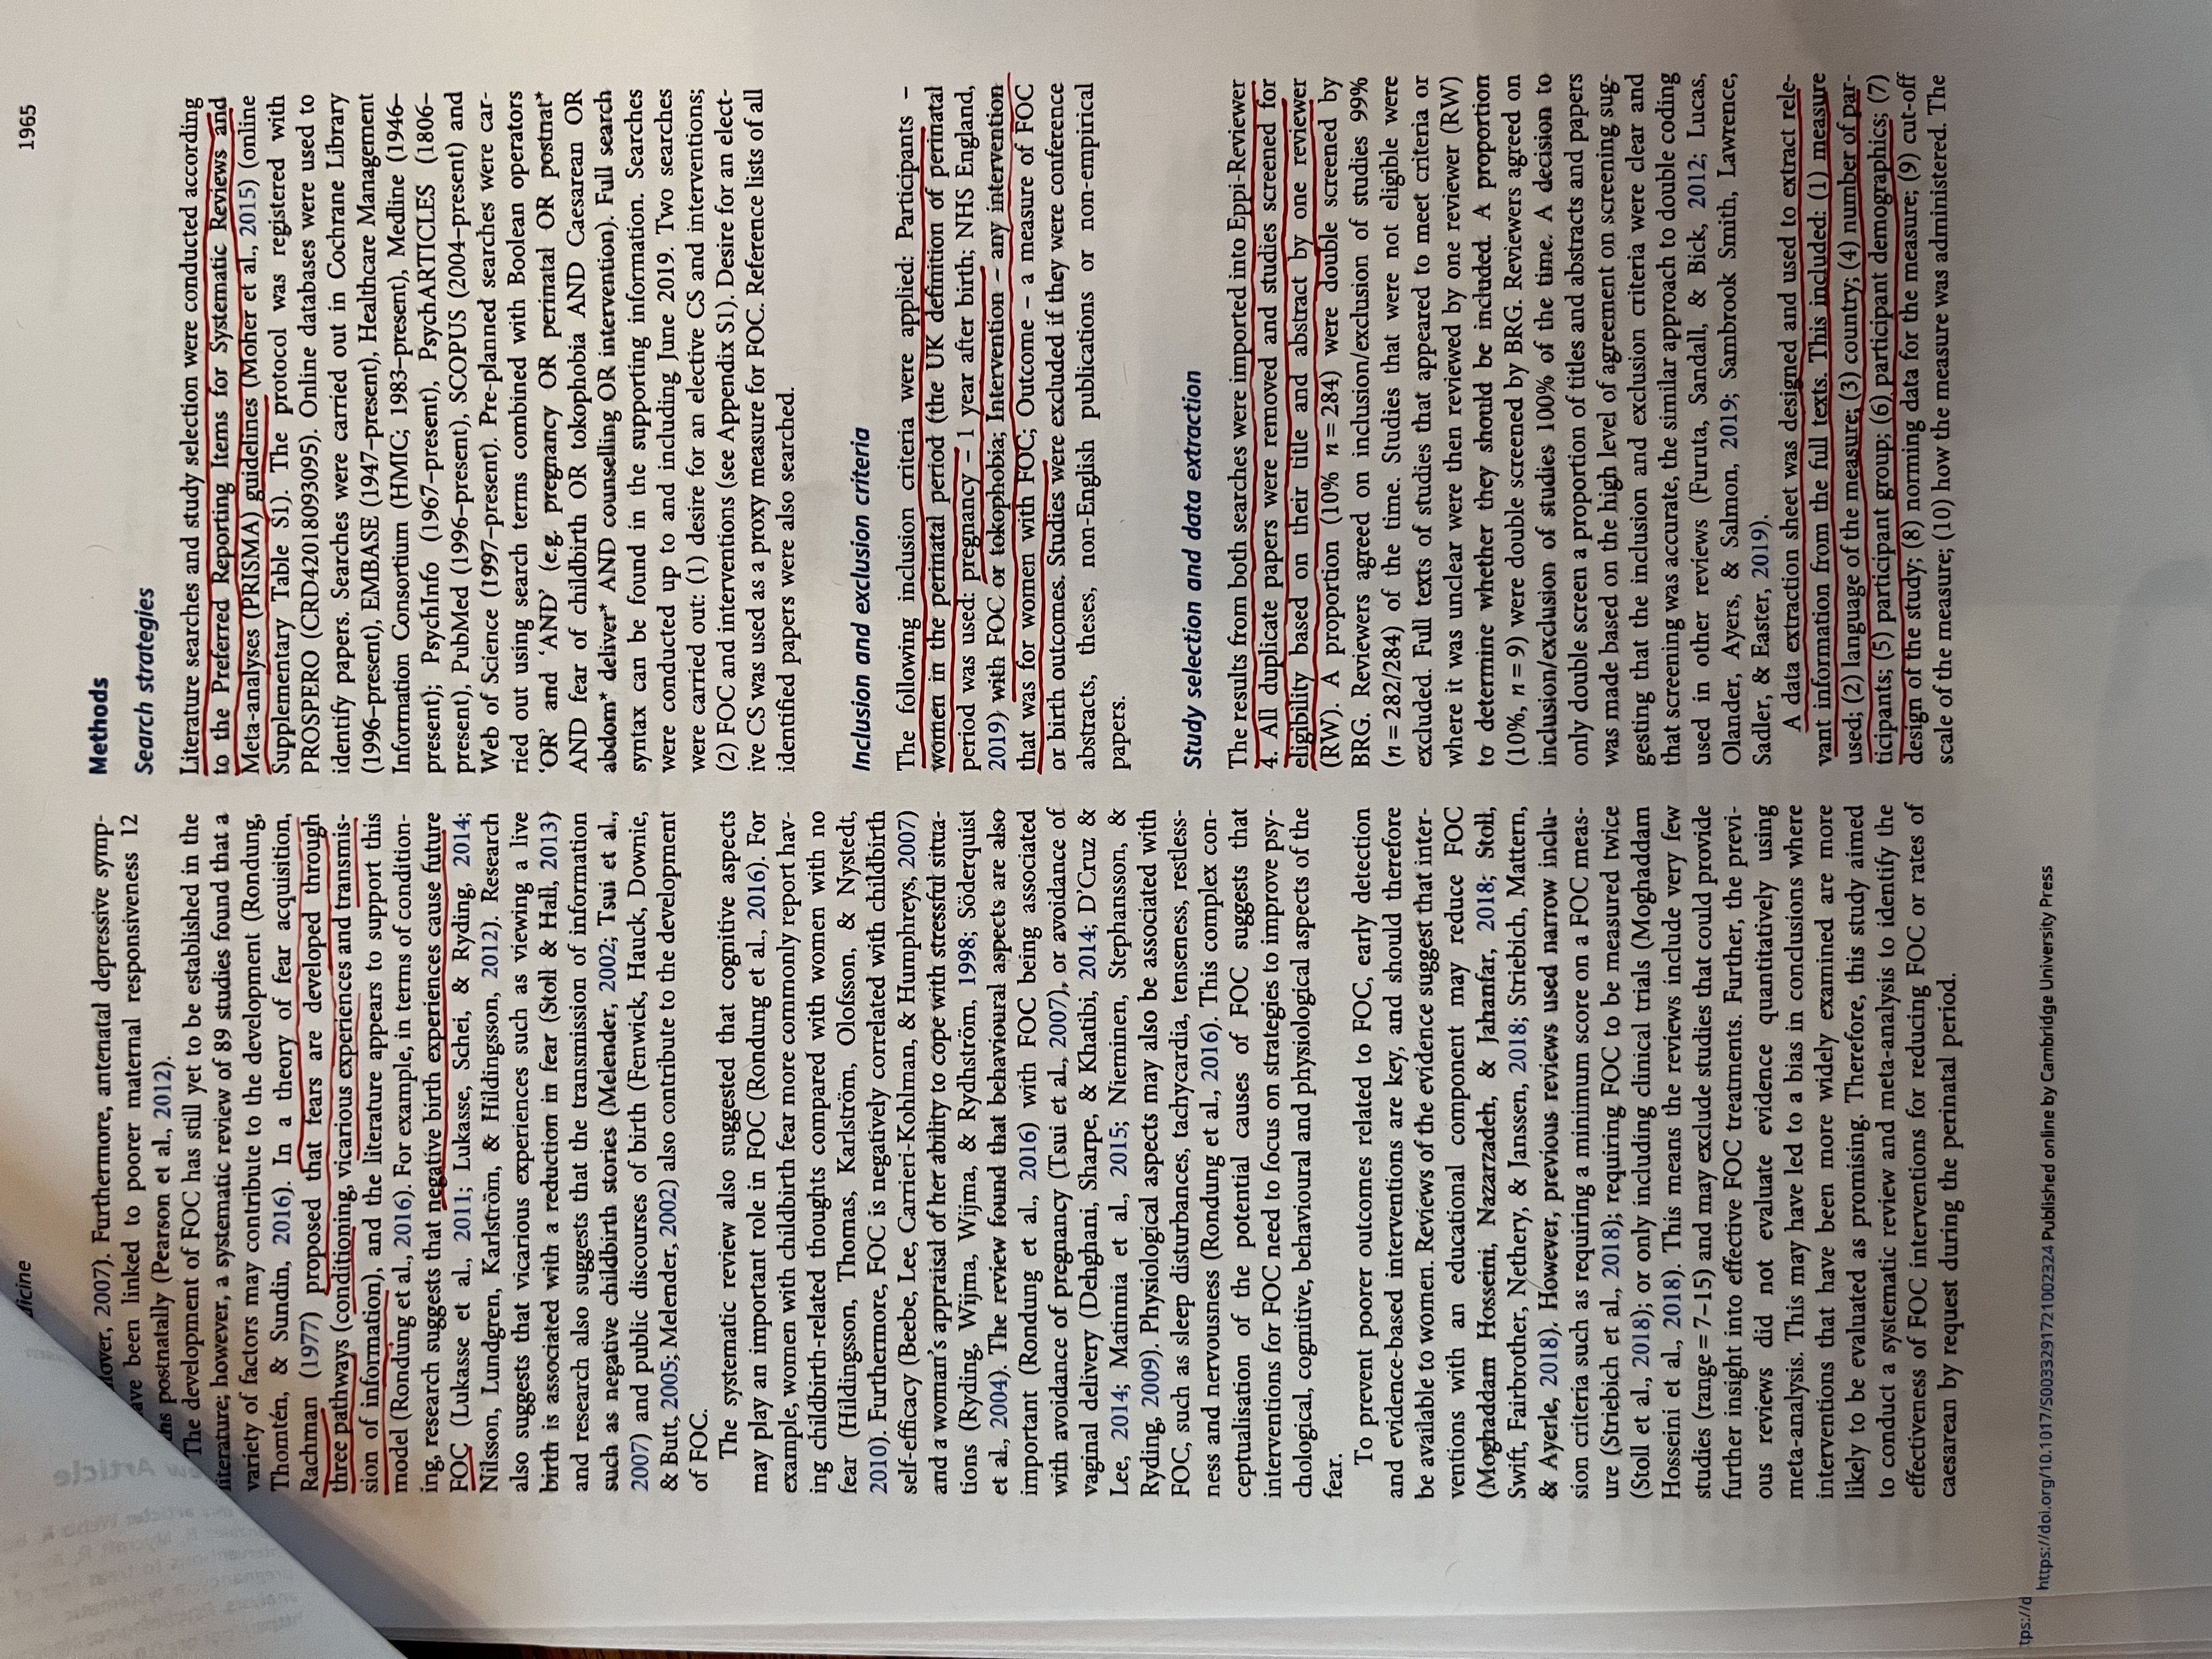 dicine
1965
lover, 2007). Furthermore, antenatal depressive symp-
ave been linked to poorer maternal responsiveness 12
hs postnatally (Pearson et al., 2012).
The development of FOC has still yet to be established in the
literature; however, a systematic review of 89 studies found that a
variety of factors may contribute to the development (Rondung,
Thomtén, & Sundin, 2016). In a theory of fear acquisition,
Rachman (1977) proposed that fears are developed through
three pathways (conditioning, vicarious experiences and transmis-
sion of information), and the literature appears to support this
model (Rondung et al., 2016). For example, in terms of condition-
ing, research suggests that negative birth experiences cause future
FOC (Lukasse et al., 2011; Lukasse, Schei, & Ryding, 2014;
Nilsson, Lundgren, Karlström, & Hildingsson, 2012). Research
also suggests that vicarious experiences such as viewing a live
birth is associated with a reduction in fear (Stoll & Hall, 2013)
and research also suggests that the transmission of information
such as negative childbirth stories (Melender, 2002; Tsui et al.,
2007) and public discourses of birth (Fenwick, Hauck, Downie,
& Butt, 2005; Melender, 2002) also contribute to the development
of FOC.
The systematic review also suggested that cognitive aspects
may play an important role in FOC (Rondung et al., 2016). For
example, women with childbirth fear more commonly report hav-
ing childbirth-related thoughts compared with women with no
fear (Hildingsson, Thomas, Karlström, Olofsson, & Nystedt,
2010). Furthermore, FOC is negatively correlated with childbirth
self-efficacy (Beebe, Lee, Carrieri-Kohlman, & Humphreys, 2007)
and a woman's appraisal of her ability to cope with stressful situa-
tions (Ryding, Wijma, Wijma, & Rydhström, 1998; Söderquist
et al., 2004). The review found that behavioural aspects are also
important (Rondung et al., 2016) with FOC being associated
with avoidance of pregnancy (Tsui et al., 2007), or avoidance of
vaginal delivery (Dehghani, Sharpe, & Khatibi, 2014; D'Cruz &
Lee, 2014; Matinnia et al., 2015; Nieminen, Stephansson, &
Ryding, 2009). Physiological aspects may also be associated with
FOC, such as sleep disturbances, tachycardia, tenseness, restless-
ness and nervousness (Rondung et al., 2016). This complex con-
ceptualisation of the potential causes of FOC suggests that
interventions for FOC need to focus on strategies to improve psy-
chological, cognitive, behavioural and physiological aspects of the
fear.
To prevent poorer outcomes related to FOC, early detection
and evidence-based interventions are key, and should therefore
be available to women. Reviews of the evidence suggest that inter-
ventions with an educational component may reduce FOC
(Moghaddam Hosseini, Nazarzadeh, & Jahanfar, 2018; Stoll,
Swift, Fairbrother, Nethery, & Janssen, 2018; Striebich, Mattern,
& Ayerle, 2018). However, previous reviews used narrow inclu-
sion criteria such as requiring a minimum score on a FOC meas-
ure (Striebich et al., 2018); requiring FOC to be measured twice
(Stoll et al., 2018); or only including clinical trials (Moghaddam
Hosseini et al., 2018). This means the reviews include very few
studies (range = 7–15) and may exclude studies that could provide
further insight into effective FOC treatments. Further, the previ-
ous reviews did not evaluate evidence quantitatively using
meta-analysis. This may have led to a bias in conclusions where
interventions that have been more widely examined are more
likely to be evaluated as promising. Therefore, this study aimed
to conduct a systematic review and meta-analysis to identify the
effectiveness of FOC interventions for reducing FOC or rates of
caesarean by request during the perinatal period.
Methods
Search strategies
Literature searches and study selection were conducted according
to the Preferred Reporting Items for Systematic Reviews and
Meta-analyses (PRISMA) guidelines (Moher et al., 2015) (online
Supplementary Table S1). The protocol was registered with
PROSPERO (CRD42018093095). Online databases were used to
identify papers. Searches were carried out in Cochrane Library
(1996–present), EMBASE (1947–present), Healthcare Management
Information Consortium (HMIC; 1983–present), Medline (1946–
present); PsychInfo (1967–present), PsychARTICLES (1806–
present), PubMed (1996–present), SCOPUS (2004–present) and
Web of Science (1997–present). Pre-planned searches were car-
ried out using search terms combined with Boolean operators
'OR' and 'AND' (e.g. pregnancy OR perinatal OR postnat*
AND fear of childbirth OR tokophobia AND Caesarean OR
abdom* deliver* AND counselling OR intervention). Full search
syntax can be found in the supporting information. Searches
were conducted up to and including June 2019. Two searches
were carried out: (1) desire for an elective CS and interventions;
(2) FOC and interventions (see Appendix S1). Desire for an elect-
ive CS was used as a proxy measure for FOC. Reference lists of all
identified papers were also searched.
Inclusion and exclusion criteria
The following inclusion criteria were applied: Participants –
women in the perinatal period (the UK definition of perinatal
period was used: pregnancy – 1 year after birth; NHS England,
2019) with FOC or tokophobia; Intervention – any intervention
that was for women with FOC; Outcome – a measure of FOC
or birth outcomes. Studies were excluded if they were conference
abstracts, theses, non-English publications or non-empirical
papers.
Study selection and data extraction
The results from both searches were imported into Eppi-Reviewer
4. All duplicate papers were removed and studies screened for
eligibility based on their title and abstract by one reviewer
(RW). A proportion (10% n = 284) were double screened by
BRG. Reviewers agreed on inclusion/exclusion of studies 99%
(n = 282/284) of the time. Studies that were not eligible were
excluded. Full texts of studies that appeared to meet criteria or
where it was unclear were then reviewed by one reviewer (RW)
to determine whether they should be included. A proportion
(10%, n = 9) were double screened by BRG. Reviewers agreed on
inclusion/exclusion of studies 100% of the time. A decision to
only double screen a proportion of titles and abstracts and papers
was made based on the high level of agreement on screening sug-
gesting that the inclusion and exclusion criteria were clear and
that screening was accurate, the similar approach to double coding
used in other reviews (Furuta, Sandall, & Bick, 2012; Lucas,
Olander, Ayers, & Salmon, 2019; Sambrook Smith, Lawrence,
Sadler, & Easter, 2019).
A data extraction sheet was designed and used to extract rele-
vant information from the full texts. This included: (1) measure
used; (2) language of the measure; (3) country; (4) number of par-
ticipants; (5) participant group; (6) participant demographics; (7)
design of the study; (8) norming data for the measure; (9) cut-off
scale of the measure; (10) how the measure was administered. The
tps://d
https://doi.org/10.1017/S0033291721002324 Published online by Cambridge University Press